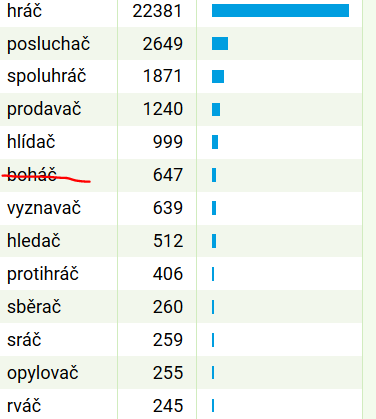 hráč 22381
posluchač 2649
spoluhráč 1871
prodavač 1240
hlídač 999
boháč 647
vyznavač 639
hledač 512
protihráč 406
sběrač 260
sráč 259
opylovač 255
rváč 245